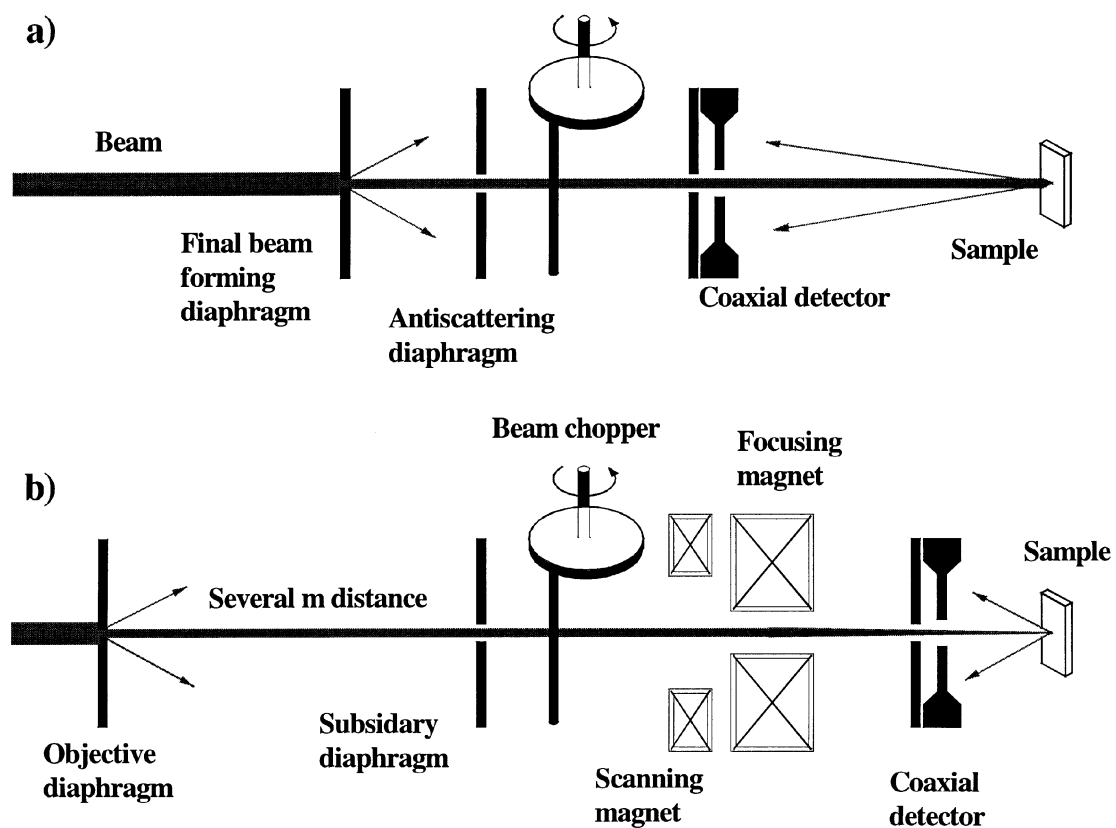 a)
Beam
Final beam
forming
diaphragm
Antiscattering
diaphragm
Coaxial detector
Sample
Beam chopper
Focusing
magnet
b)
Sample
Several m distance
Subsidary
diaphragm
Objective
diaphragm
Scanning
magnet
Coaxial
detector